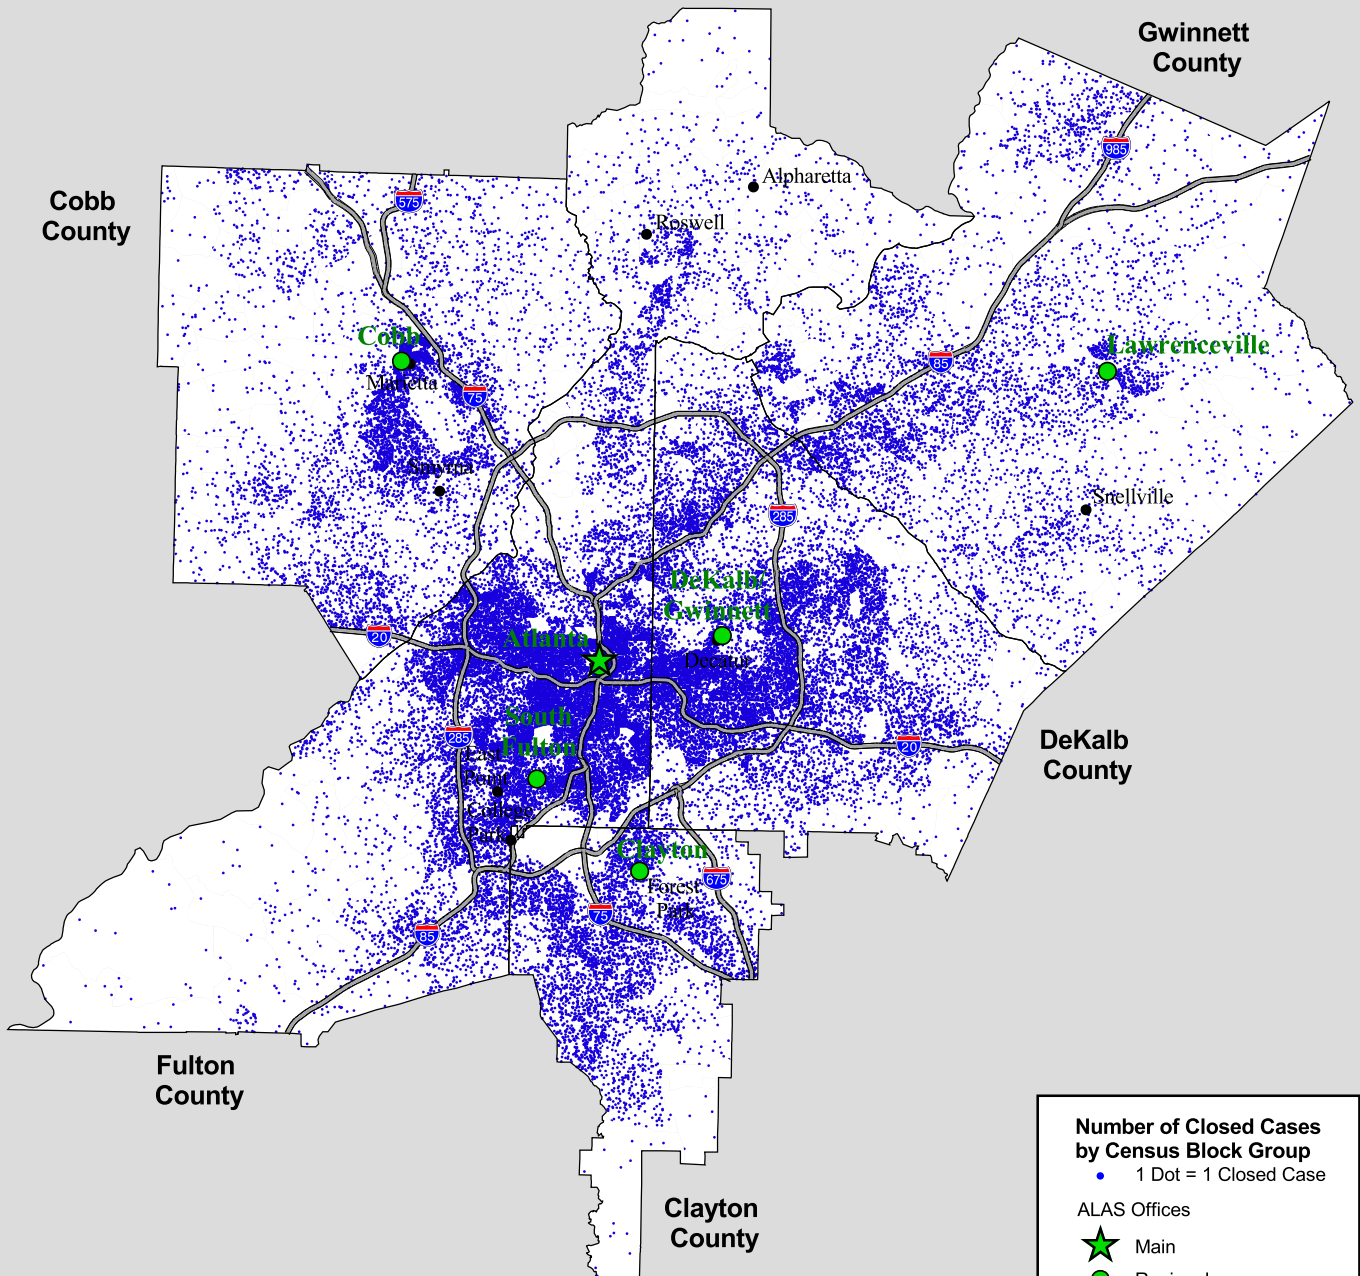 Gwinnett
County
985
Alpharetta
575
Cobb
County
Roswell
Cobb
Lawrenceville
85
Marietta
75
Smyrna
Snellville
285
DeKalb/
Gwinnett
20
Atlanta
Decatur
South
Fulton
285
20
DeKalb
County
East
Point
College
Park
Clayton
675
Forest
Park
75
85
Fulton
County
Number of Closed Cases
by Census Block Group
1 Dot = 1 Closed Case
ALAS Offices
Main
Clayton
County